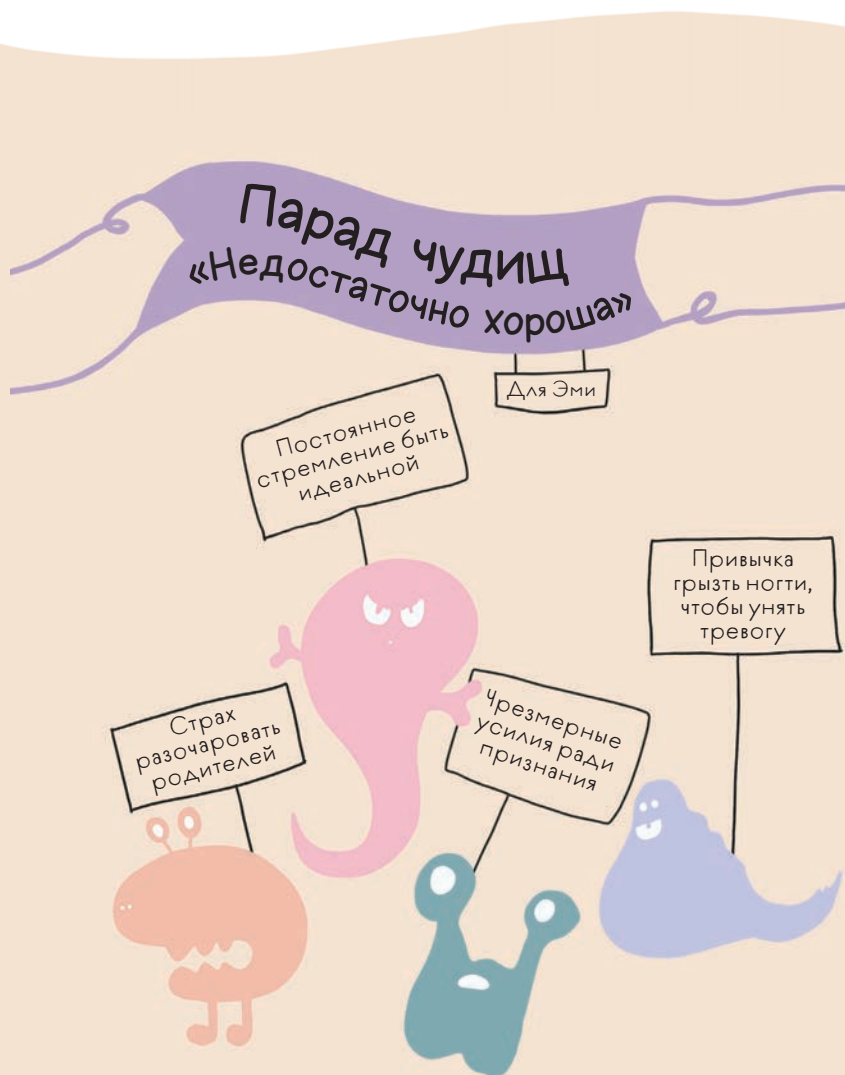 Парад чудищ
«Недостаточно хороша»
Для Эми
Постоянное
стремление быть
идеальной
Привычка
грызть ногти,
чтобы унять
тревогу
Страх
разочаровать
родителей
Чрезмерные
усилия ради
признания